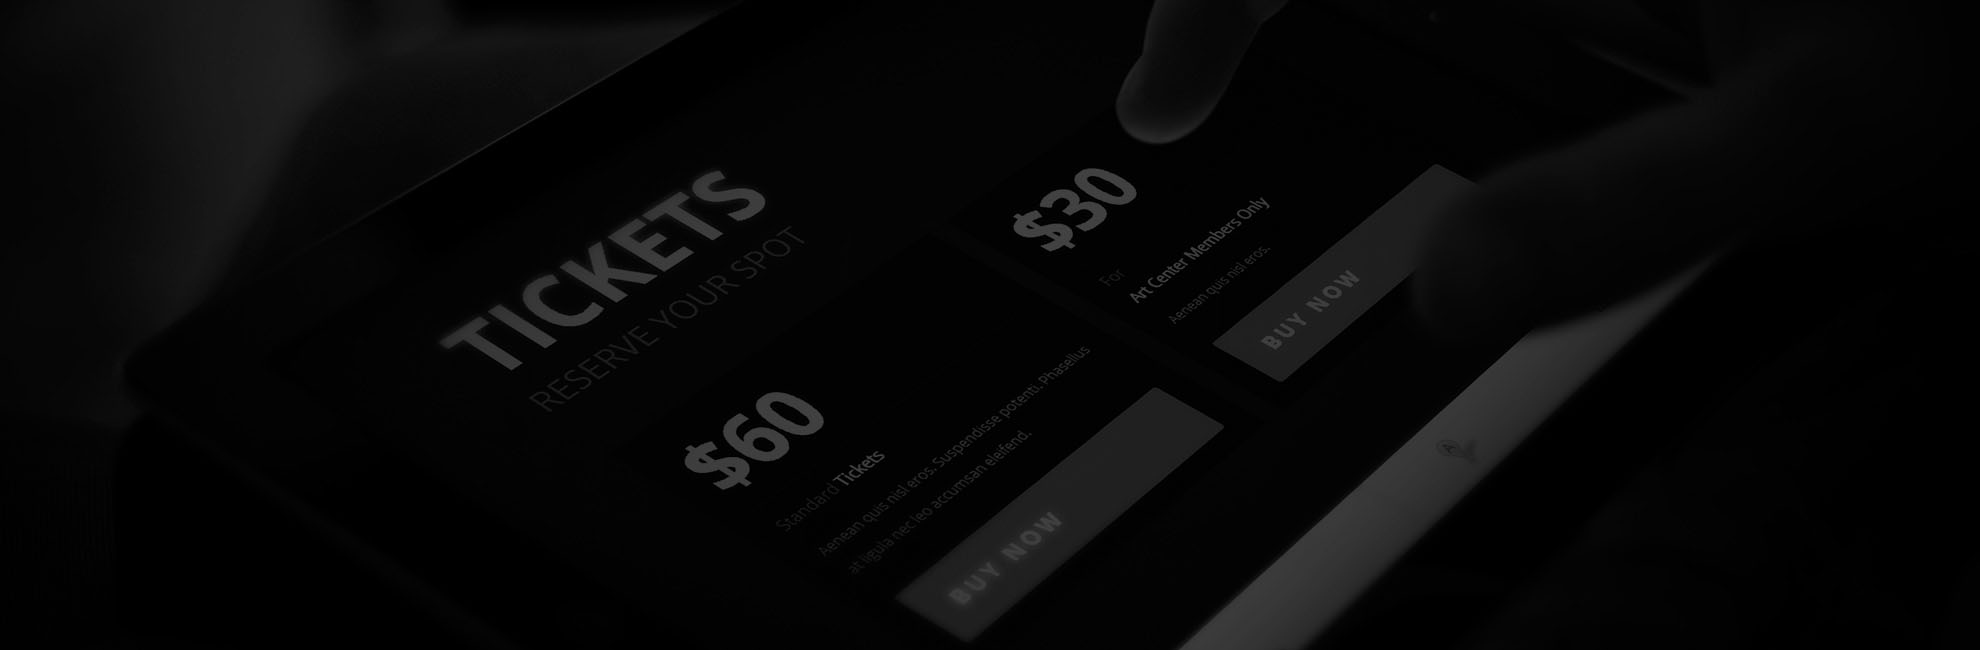 TICKETS
RESERVE YOUR SPOT
$60
Standard Tickets
Aenean quis nisl eros. Suspendisse potenti. Phasellus
at ligula nec leo accumsan eleifend.
BUY NOW
$30
For
Art Center Members Only
Aenean quis nisl eros.
BUY NOW
A